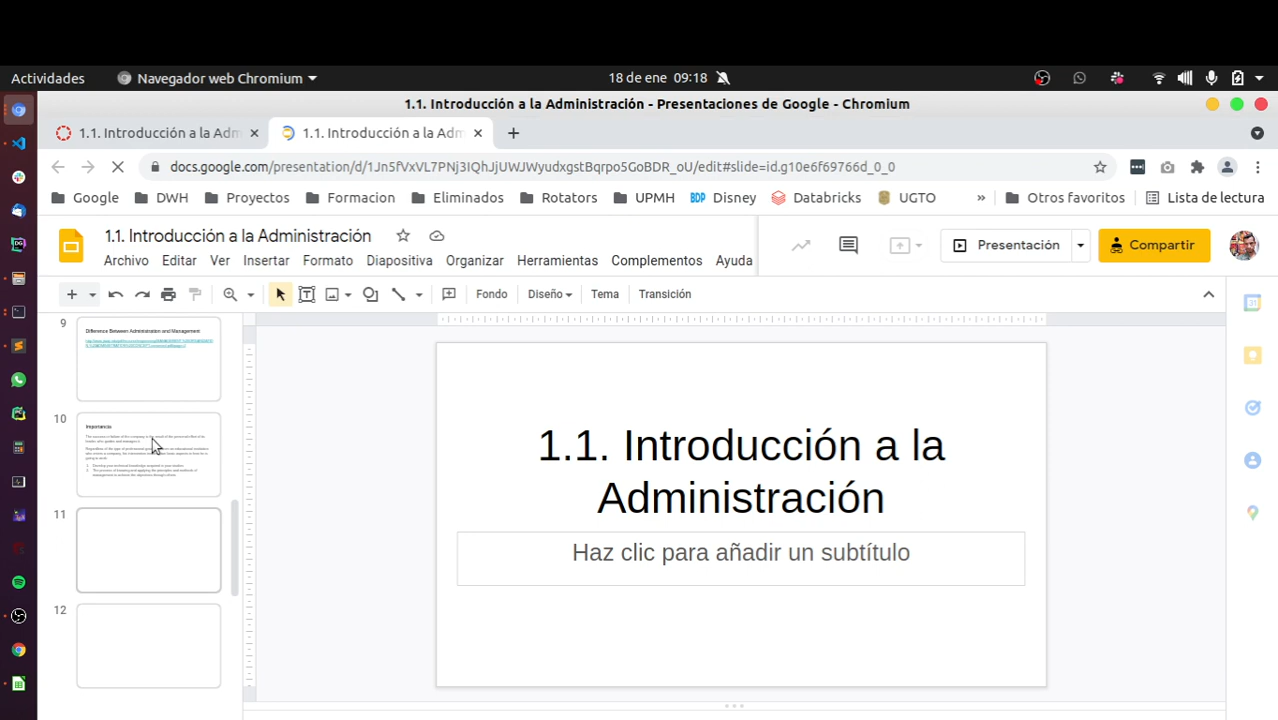 Actividades Navegador web Chromium 18 de ene 09:18
1.1. Introducción a la Administración - Presentaciones de Google - Chromium
1.1. Introducción a la Adm 1.1. Introducción a la Adm
docs.google.com/presentation/d/1Jn5fVxVL7PNj3IQhJjUWJWyudxgstBqrpo5GoBDR_oU/edit#slide=id.g10e6f69766d_0_0
Google DWH Proyectos Formacion Eliminados Rotators UPMH BDP Disney Databricks UGTO » Otros favoritos Lista de lectura
1.1. Introducción a la Administración
Presentación Compartir
Archivo Editar Ver Insertar Formato Diapositiva Organizar Herramientas Complementos Ayuda
Fondo Diseño Tema Transición
9
Difference Between Administration and Management
10
Importancia
11
12
1.1. Introducción a la
Administración
Haz clic para añadir un subtítulo